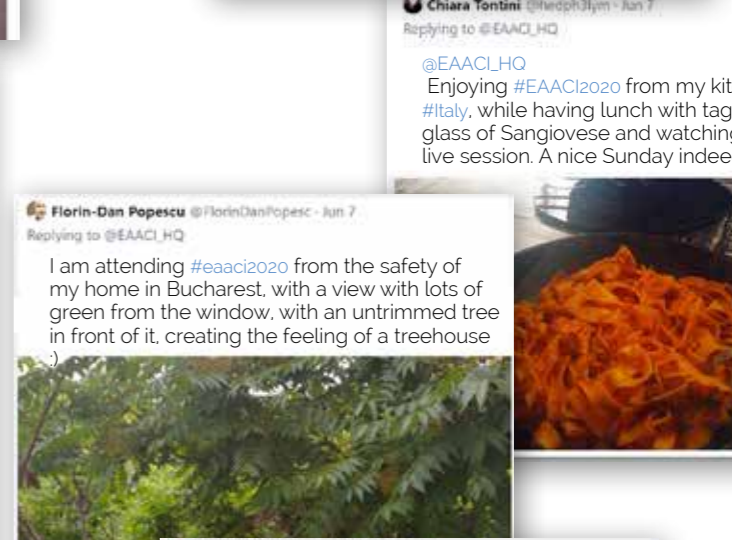 Chiara Tontini @hedph3lym · Jun 7
Replying to @EAACI_HQ
@EAACI_HQ
Enjoying #EAACI2020 from my kit
#Italy, while having lunch with tag
glass of Sangiovese and watching
live session. A nice Sunday indee
Florin-Dan Popescu @FlorinDanPopesc · Jun 7
Replying to @EAACI_HQ
I am attending #eaaci2020 from the safety of
my home in Bucharest, with a view with lots of
green from the window, with an untrimmed tree
in front of it, creating the feeling of a treehouse
:)